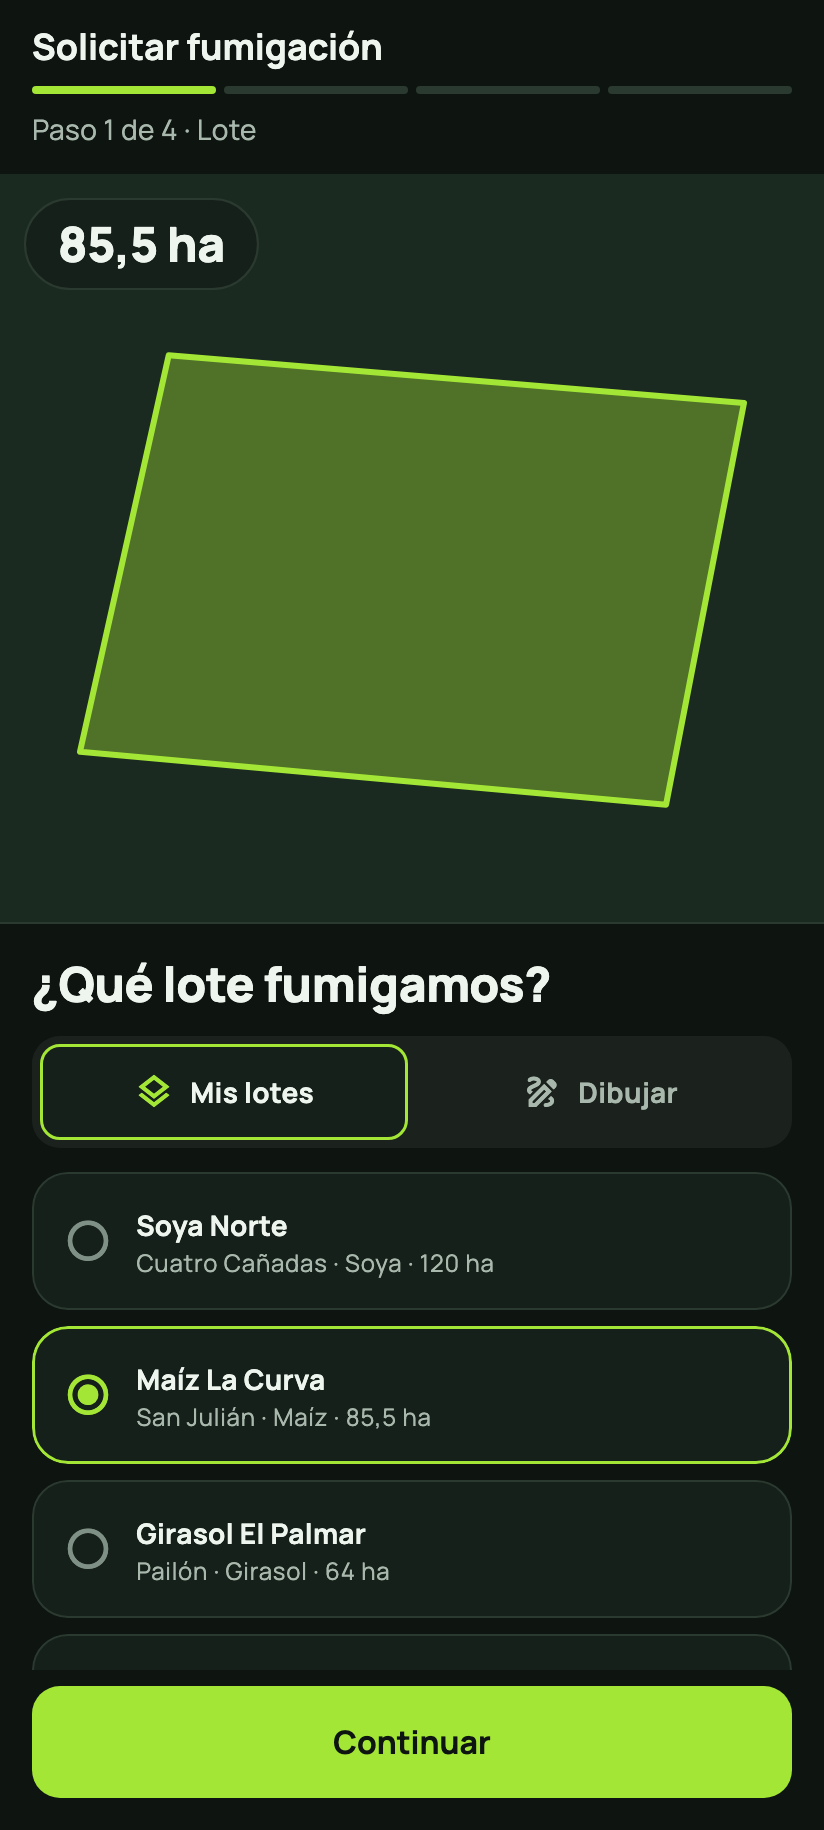 Solicitar fumigación
Paso 1 de 4 · Lote
85,5 ha
¿Qué lote fumigamos?
Mis lotes
Dibujar
Soya Norte
Cuatro Cañadas · Soya · 120 ha
Maíz La Curva
San Julián · Maíz · 85,5 ha
Girasol El Palmar
Pailón · Girasol · 64 ha
Continuar